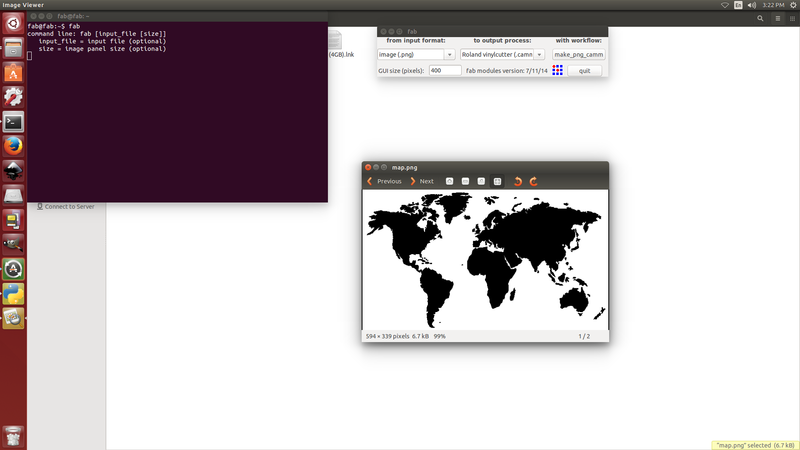 Image Viewer
En
3:22 PM
fab@fab: ~
fab@fab:~$ fab
command line: fab [input_file [size]]
input_file = input file (optional)
size = image panel size (optional)
(4GB).lnk
Connect to Server
fab
from input format:
to output process:
with workflow:
image (.png)
Roland vinylcutter (.camm
make_png_camm
GUI size (pixels):
400
fab modules version: 7/11/14
quit
map.png
Previous
Next
594 × 339 pixels 6.7 kB 99%
1 / 2
"map.png" selected (6.7 kB)